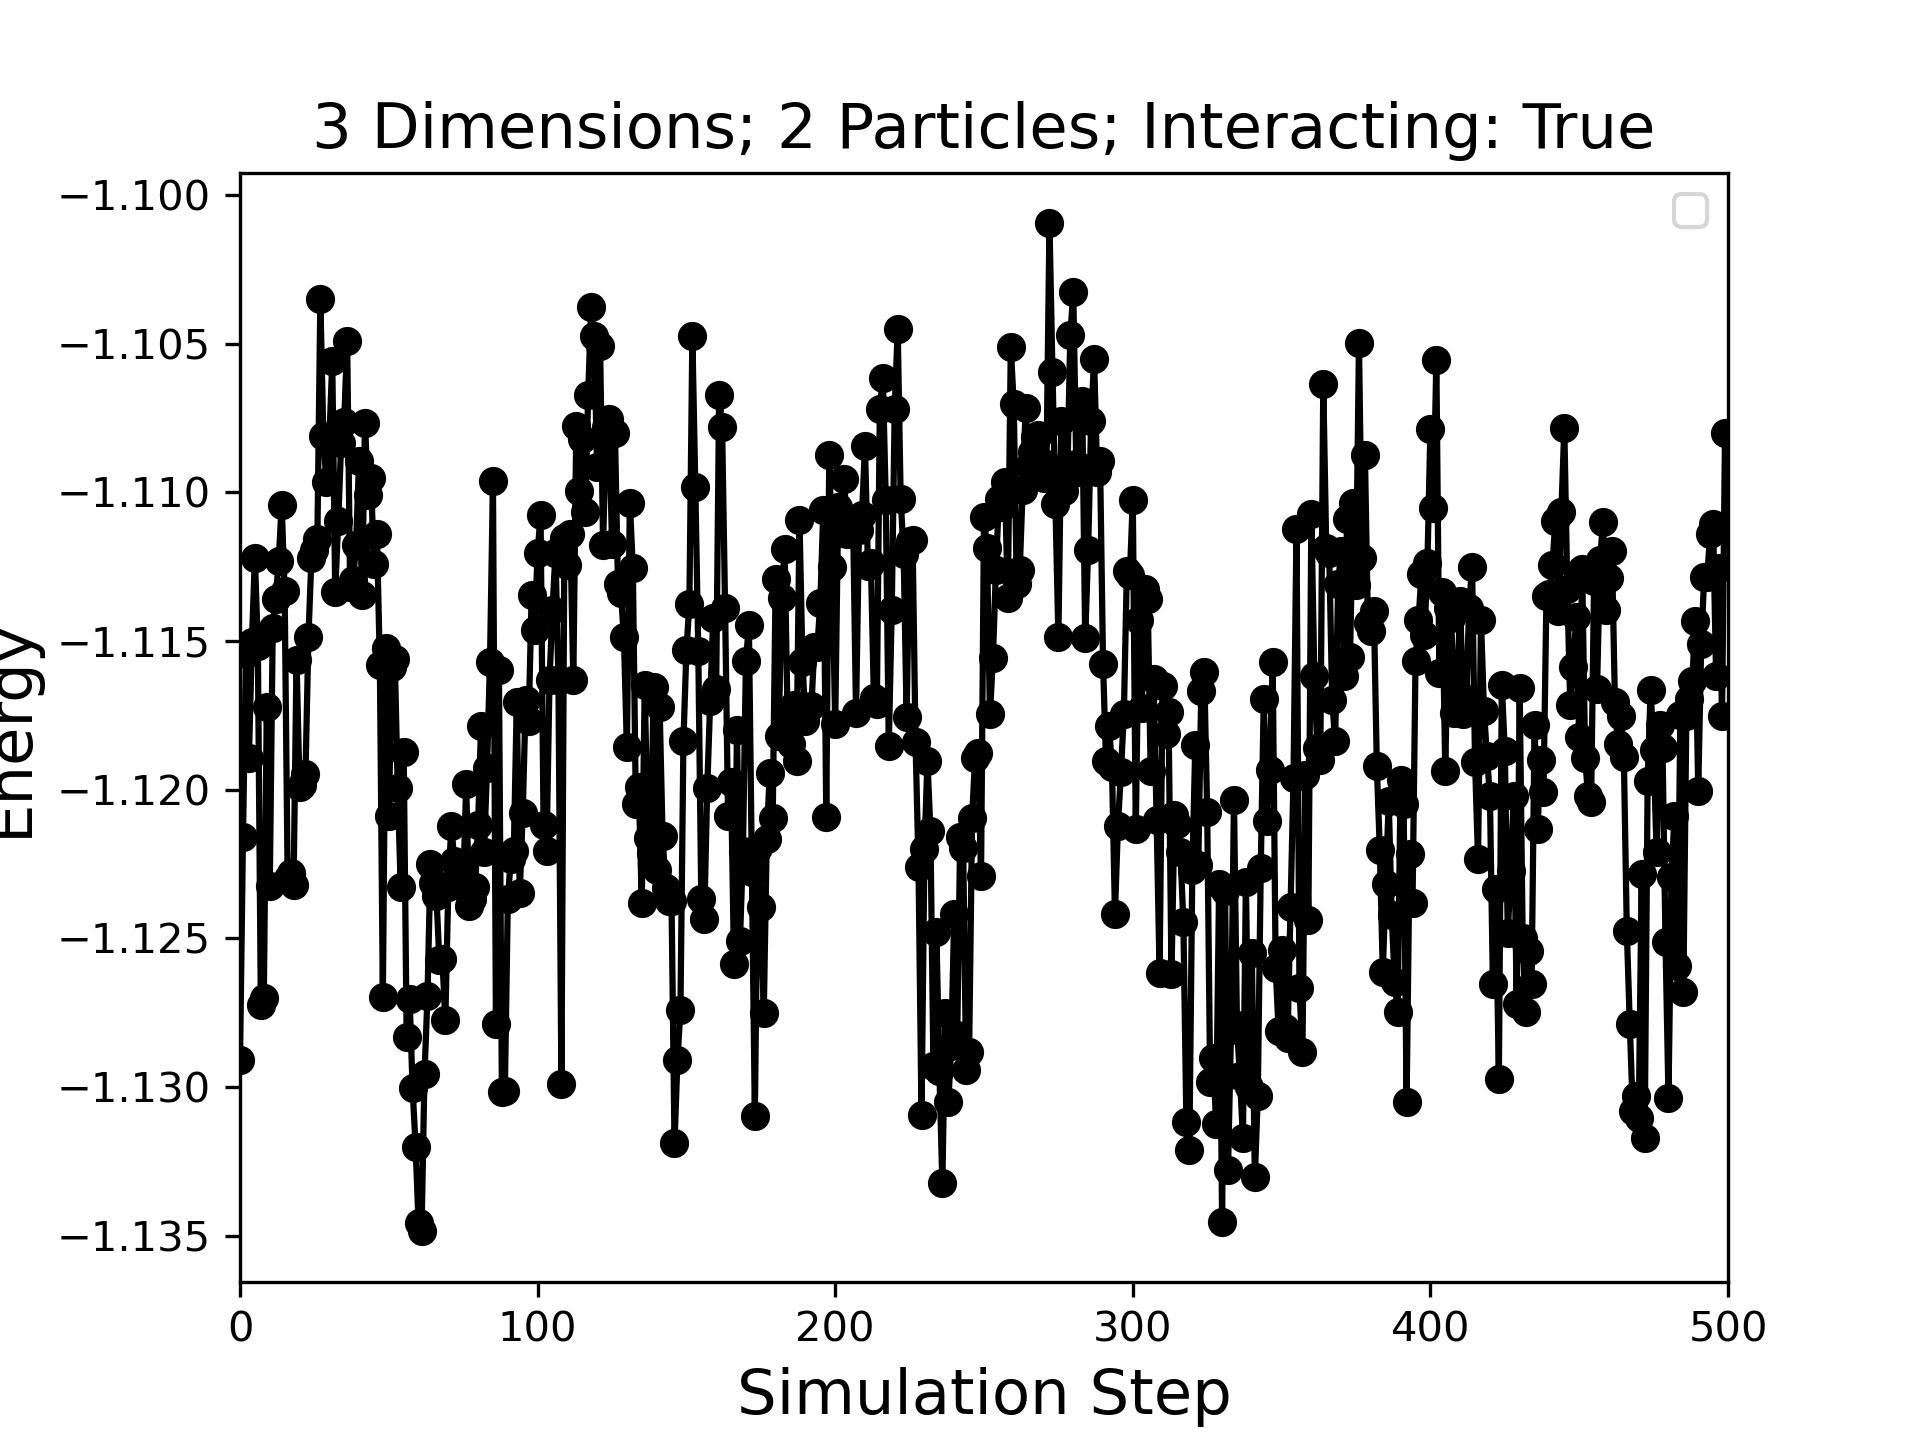 3 Dimensions; 2 Particles; Interacting: True
−1.100
−1.105
−1.110
−1.115
−1.120
−1.125
−1.130
−1.135
Energy
0 100 200 300 400 500
Simulation Step